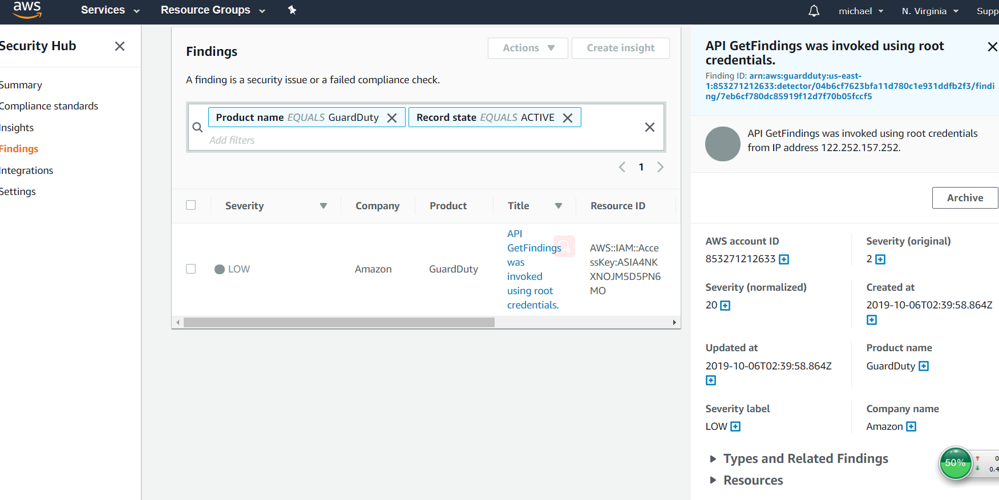 aws
Services
Resource Groups
michael
N. Virginia
Supp
Security Hub
Summary
Compliance standards
Insights
Findings
Integrations
Settings
Findings
Actions
Create insight
A finding is a security issue or a failed compliance check.
Product name EQUALS GuardDuty
Record state EQUALS ACTIVE
Add filters
1
Severity
Company
Product
Title
Resource ID
LOW
Amazon
GuardDuty
API
GetFindings
was
invoked
using root
credentials.
AWS::IAM::Acce
ssKey:ASIA4NK
XNOJM5D5PN6
MO
API GetFindings was invoked using root
credentials.
Finding ID: arn:aws:guardduty:us-east-
1:853271212633:detector/04b6cf7623bfa11d780c1e931ddfb2f3/findi
ng/7eb6cf780dc85919f12d7f70b05fccf5
API GetFindings was invoked using root credentials
from IP address 122.252.157.252.
Archive
AWS account ID
853271212633
Severity (original)
2
Severity (normalized)
20
Created at
2019-10-06T02:39:58.864Z
Updated at
2019-10-06T02:39:58.864Z
Product name
GuardDuty
Severity label
LOW
Company name
Amazon
Types and Related Findings
Resources
50%
0
0.4